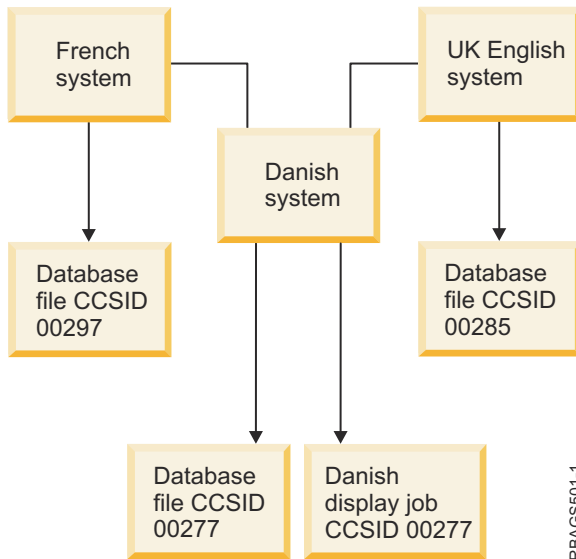 French
system
UK English
system
Danish
system
Database
file CCSID
00297
Database
file CCSID
00285
Database
file CCSID
00277
Danish
display job
CCSID 00277